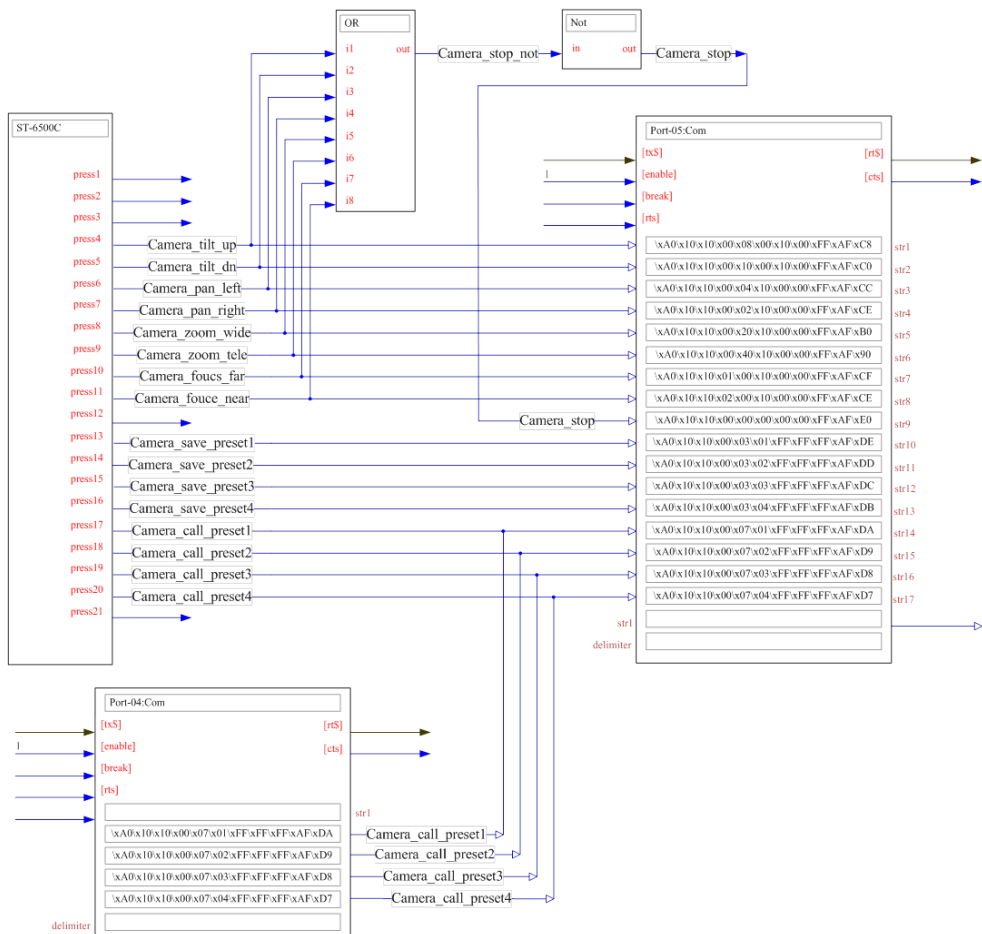 OR
i1 out
i2
i3
i4
i5
i6
i7
i8
Camera_stop_not
Not
in out
Camera_stop
ST-6500C
press1
press2
press3
press4
press5
press6
press7
press8
press9
press10
press11
press12
press13
press14
press15
press16
press17
press18
press19
press20
press21
Camera_tilt_up
Camera_tilt_dn
Camera_pan_left
Camera_pan_right
Camera_zoom_wide
Camera_zoom_tele
Camera_foucs_far
Camera_fouce_near
Camera_stop
Camera_save_preset1
Camera_save_preset2
Camera_save_preset3
Camera_save_preset4
Camera_call_preset1
Camera_call_preset2
Camera_call_preset3
Camera_call_preset4
Port-05:Com
[tx$] [rt$]
1 [enable] [cts]
[break]
[rts]
\xA0\x10\x10\x00\x08\x00\x10\x00\xFF\xAF\xC8 str1
\xA0\x10\x10\x00\x10\x00\x10\x00\xFF\xAF\xC0 str2
\xA0\x10\x10\x00\x04\x10\x00\x00\xFF\xAF\xCC str3
\xA0\x10\x10\x00\x02\x10\x00\x00\xFF\xAF\xCE str4
\xA0\x10\x10\x00\x20\x10\x00\x00\xFF\xAF\xB0 str5
\xA0\x10\x10\x00\x40\x10\x00\x00\xFF\xAF\x90 str6
\xA0\x10\x10\x01\x00\x10\x00\x00\xFF\xAF\xCF str7
\xA0\x10\x10\x02\x00\x10\x00\x00\xFF\xAF\xCE str8
\xA0\x10\x10\x00\x00\x00\x00\x00\xFF\xAF\xE0 str9
\xA0\x10\x10\x00\x03\x01\xFF\xFF\xFF\xAF\xDE str10
\xA0\x10\x10\x00\x03\x02\xFF\xFF\xFF\xAF\xDD str11
\xA0\x10\x10\x00\x03\x03\xFF\xFF\xFF\xAF\xDC str12
\xA0\x10\x10\x00\x03\x04\xFF\xFF\xFF\xAF\xDB str13
\xA0\x10\x10\x00\x07\x01\xFF\xFF\xFF\xAF\xDA str14
\xA0\x10\x10\x00\x07\x02\xFF\xFF\xFF\xAF\xD9 str15
\xA0\x10\x10\x00\x07\x03\xFF\xFF\xFF\xAF\xD8 str16
\xA0\x10\x10\x00\x07\x04\xFF\xFF\xFF\xAF\xD7 str17
str1
delimiter
Port-04:Com
[tx$] [rt$]
1 [enable] [cts]
[break]
[rts]
str1
\xA0\x10\x10\x00\x07\x01\xFF\xFF\xFF\xAF\xDA Camera_call_preset1
\xA0\x10\x10\x00\x07\x02\xFF\xFF\xFF\xAF\xD9 Camera_call_preset2
\xA0\x10\x10\x00\x07\x03\xFF\xFF\xFF\xAF\xD8 Camera_call_preset3
\xA0\x10\x10\x00\x07\x04\xFF\xFF\xFF\xAF\xD7 Camera_call_preset4
delimiter